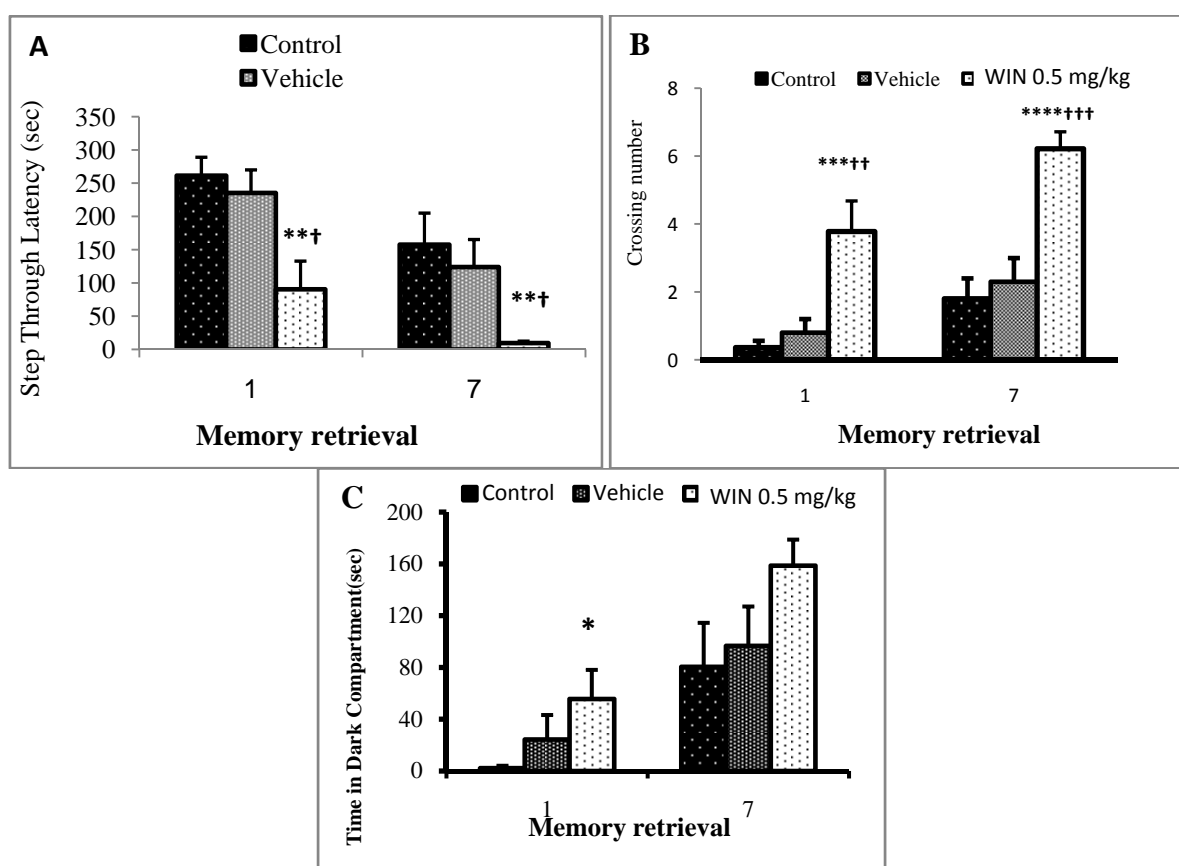 A
Control
Vehicle
Step Through Latency (sec)
350
300
250
200
150
100
50
0
**†
**†
1 7
Memory retrieval
B
Control Vehicle WIN 0.5 mg/kg
Crossing number
8
6
4
2
0
***††
****†††
1 7
Memory retrieval
C
Control Vehicle WIN 0.5 mg/kg
Time in Dark Compartment(sec)
200
160
120
80
40
0
*
1 7
Memory retrieval